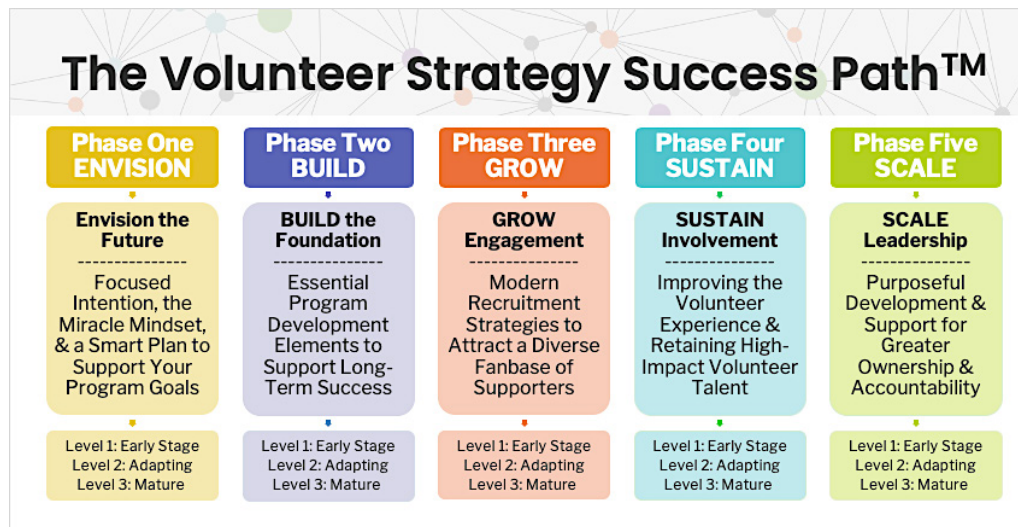 The Volunteer Strategy Success Path™
Phase One
ENVISION
Envision the
Future
---------------
Focused
Intention, the
Miracle Mindset,
& a Smart Plan to
Support Your
Program Goals
Level 1: Early Stage
Level 2: Adapting
Level 3: Mature
Phase Two
BUILD
BUILD the
Foundation
---------------
Essential
Program
Development
Elements to
Support Long-
Term Success
Level 1: Early Stage
Level 2: Adapting
Level 3: Mature
Phase Three
GROW
GROW
Engagement
---------------
Modern
Recruitment
Strategies to
Attract a Diverse
Fanbase of
Supporters
Level 1: Early Stage
Level 2: Adapting
Level 3: Mature
Phase Four
SUSTAIN
SUSTAIN
Involvement
---------------
Improving the
Volunteer
Experience &
Retaining High-
Impact Volunteer
Talent
Level 1: Early Stage
Level 2: Adapting
Level 3: Mature
Phase Five
SCALE
SCALE
Leadership
---------------
Purposeful
Development &
Support for
Greater
Ownership &
Accountability
Level 1: Early Stage
Level 2: Adapting
Level 3: Mature